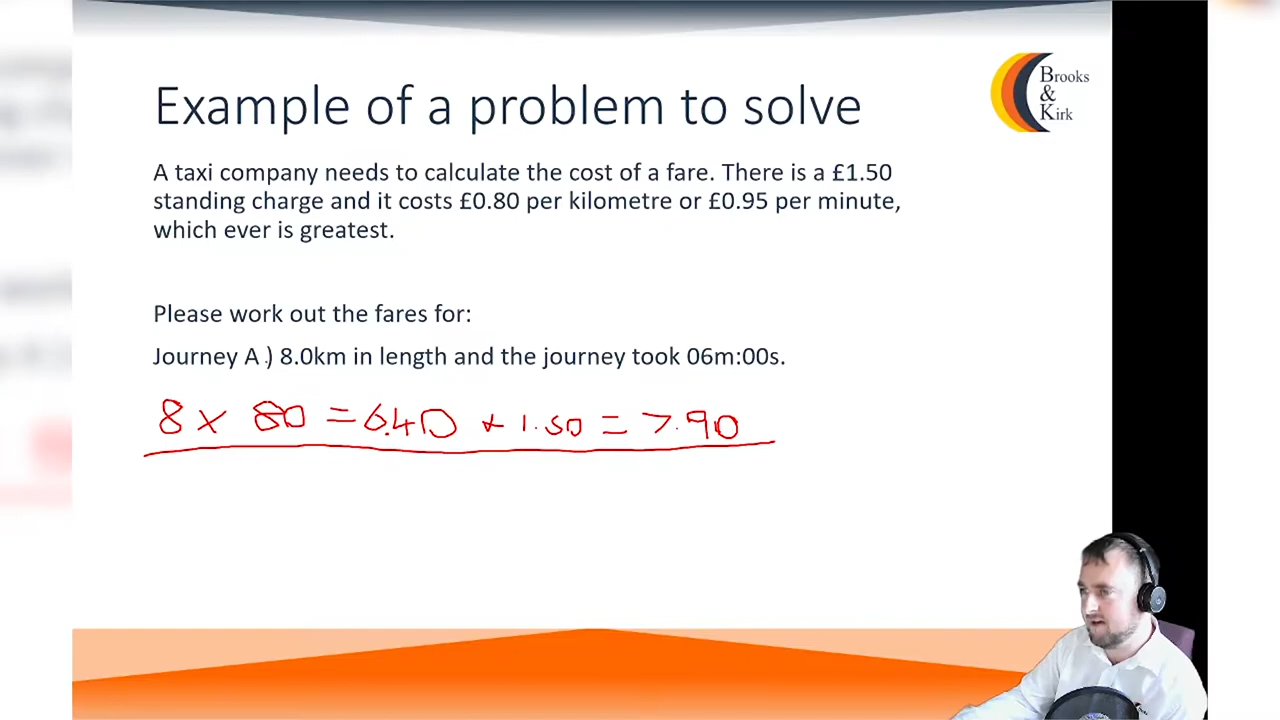 Example of a problem to solve
Brooks
&
Kirk
A taxi company needs to calculate the cost of a fare. There is a £1.50
standing charge and it costs £0.80 per kilometre or £0.95 per minute,
which ever is greatest.
Please work out the fares for:
Journey A.) 8.0km in length and the journey took 06m:00s.
8 x 80 = 6.40 + 1.50 = 7.90